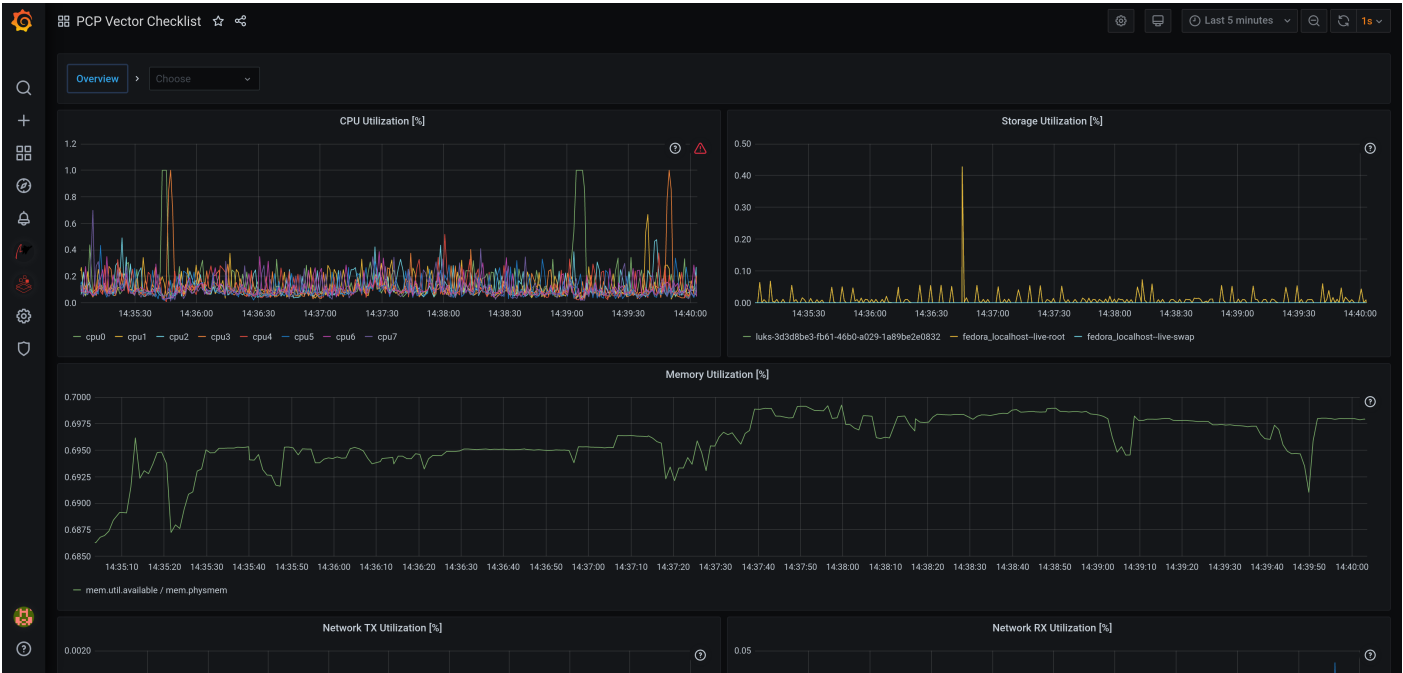 PCP Vector Checklist
Last 5 minutes
1s
Overview
Choose
CPU Utilization [%]
1.2
1.0
0.8
0.6
0.4
0.2
0.0
14:35:30 14:36:00 14:36:30 14:37:00 14:37:30 14:38:00 14:38:30 14:39:00 14:39:30 14:40:00
cpu0 cpu1 cpu2 cpu3 cpu4 cpu5 cpu6 cpu7
Storage Utilization [%]
0.50
0.40
0.30
0.20
0.10
0.00
14:35:30 14:36:00 14:36:30 14:37:00 14:37:30 14:38:00 14:38:30 14:39:00 14:39:30 14:40:00
luks-3d3d8be3-fb61-46b0-a029-1a89be2e0832 fedora_localhost--live-root fedora_localhost--live-swap
Memory Utilization [%]
0.7000
0.6975
0.6950
0.6925
0.6900
0.6875
0.6850
14:35:10 14:35:20 14:35:30 14:35:40 14:35:50 14:36:00 14:36:10 14:36:20 14:36:30 14:36:40 14:36:50 14:37:00 14:37:10 14:37:20 14:37:30 14:37:40 14:37:50 14:38:00 14:38:10 14:38:20 14:38:30 14:38:40 14:38:50 14:39:00 14:39:10 14:39:20 14:39:30 14:39:40 14:39:50 14:40:00
mem.util.available / mem.physmem
Network TX Utilization [%]
0.0020
Network RX Utilization [%]
0.05